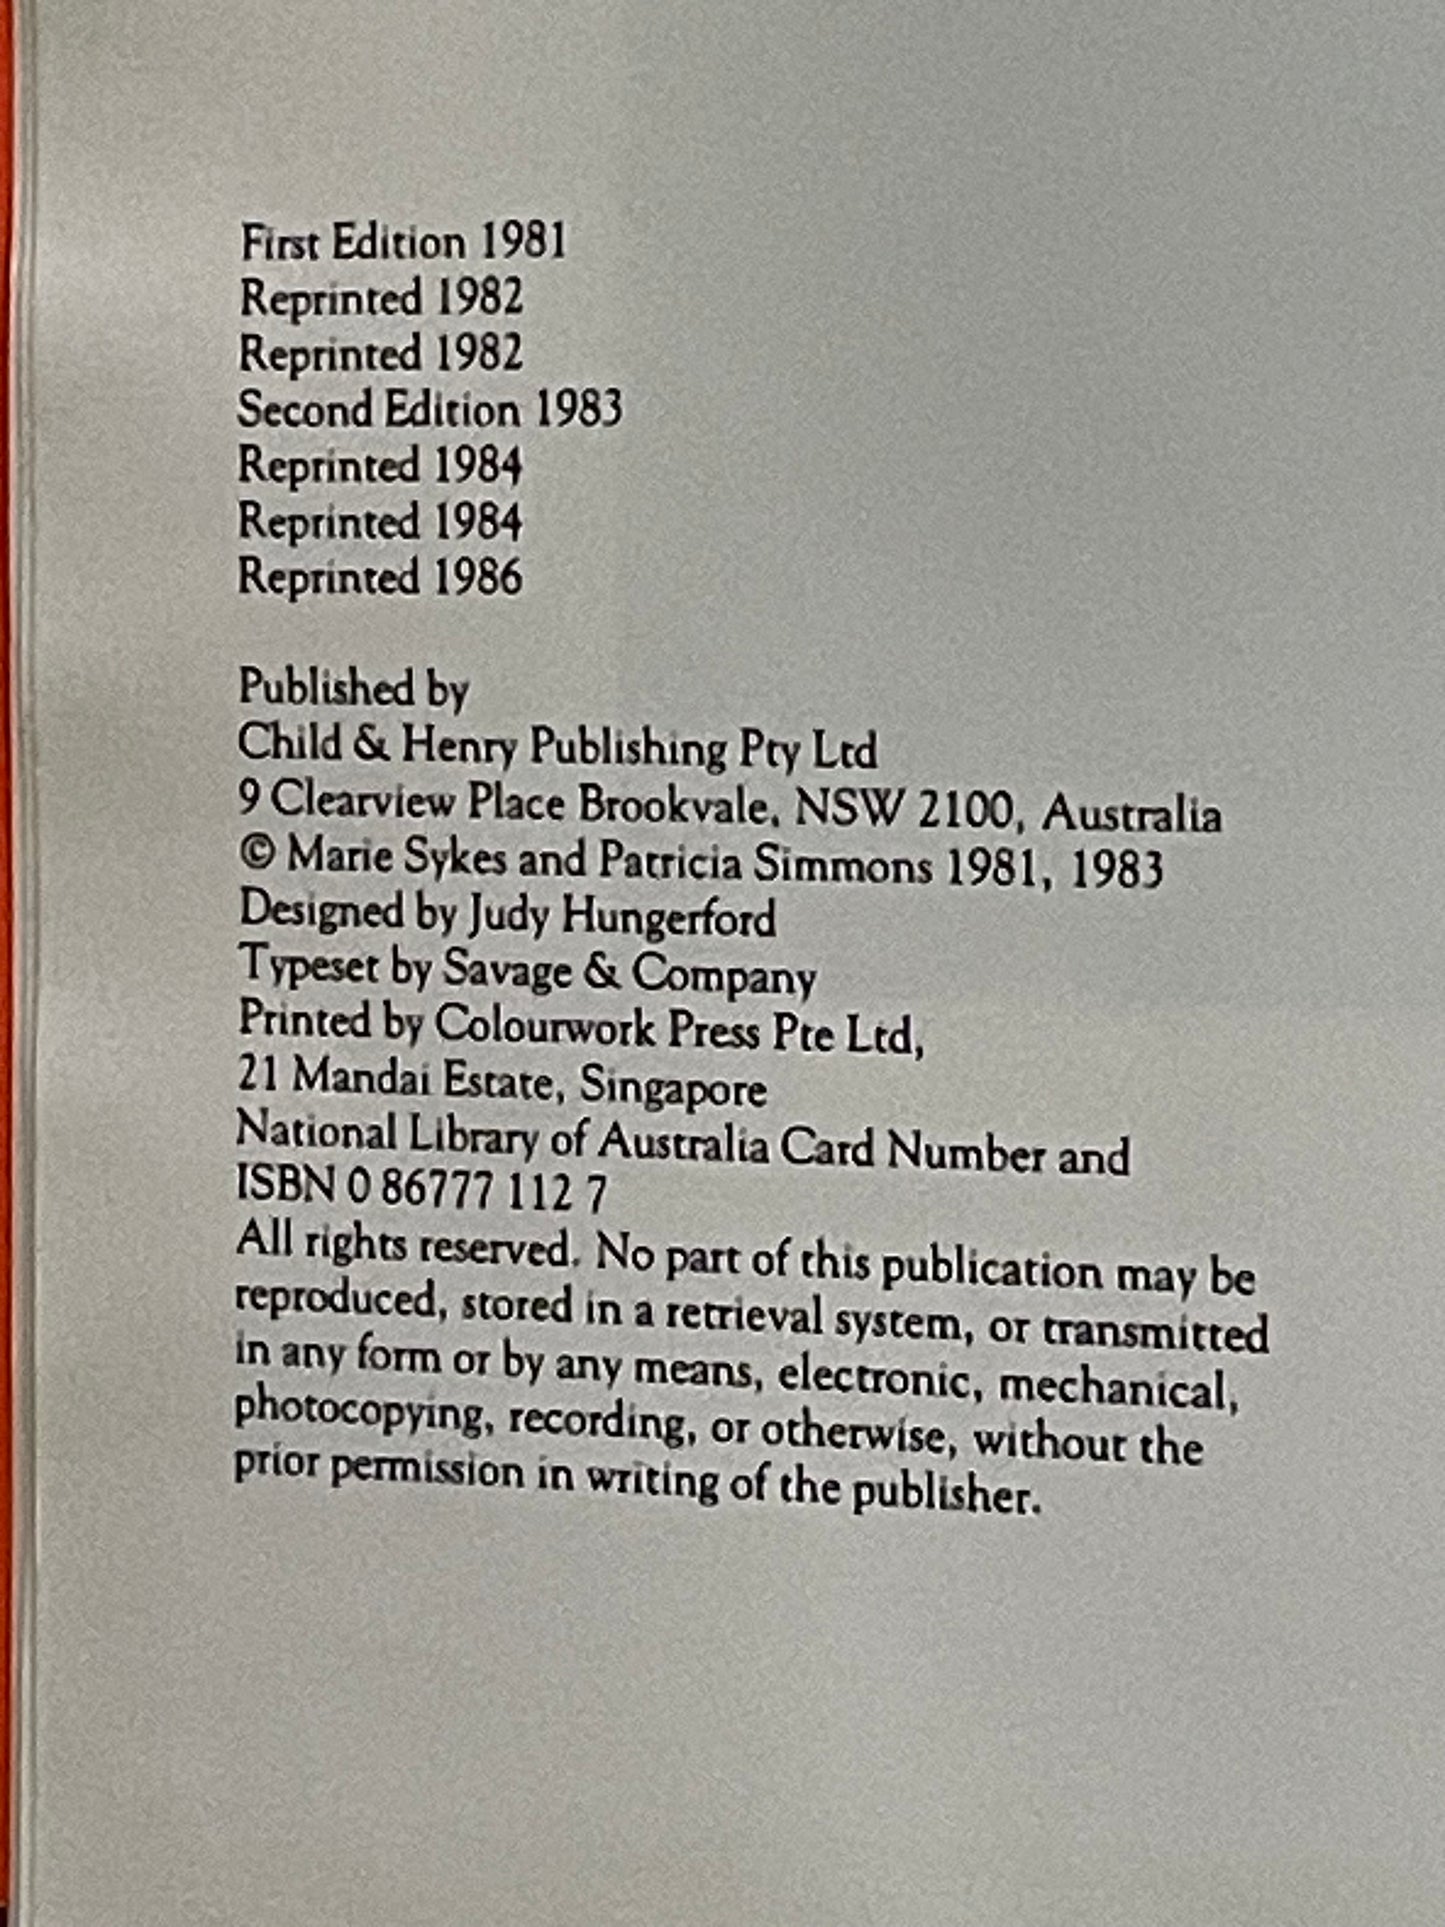 First Edition 1981
Reprinted 1982
Reprinted 1982
Second Edition 1983
Reprinted 1984
Reprinted 1984
Reprinted 1986
Published by
Child & Henry Publishing Pty Ltd
9 Clearview Place Brookvale, NSW 2100, Australia
© Marie Sykes and Patricia Simmons 1981, 1983
Designed by Judy Hungerford
Typeset by Savage & Company
Printed by Colourwork Press Pte Ltd,
21 Mandai Estate, Singapore
National Library of Australia Card Number and
ISBN 0 86777 112 7
All rights reserved. No part of this publication may be
reproduced, stored in a retrieval system, or transmitted
in any form or by any means, electronic, mechanical,
photocopying, recording, or otherwise, without the
prior permission in writing of the publisher.